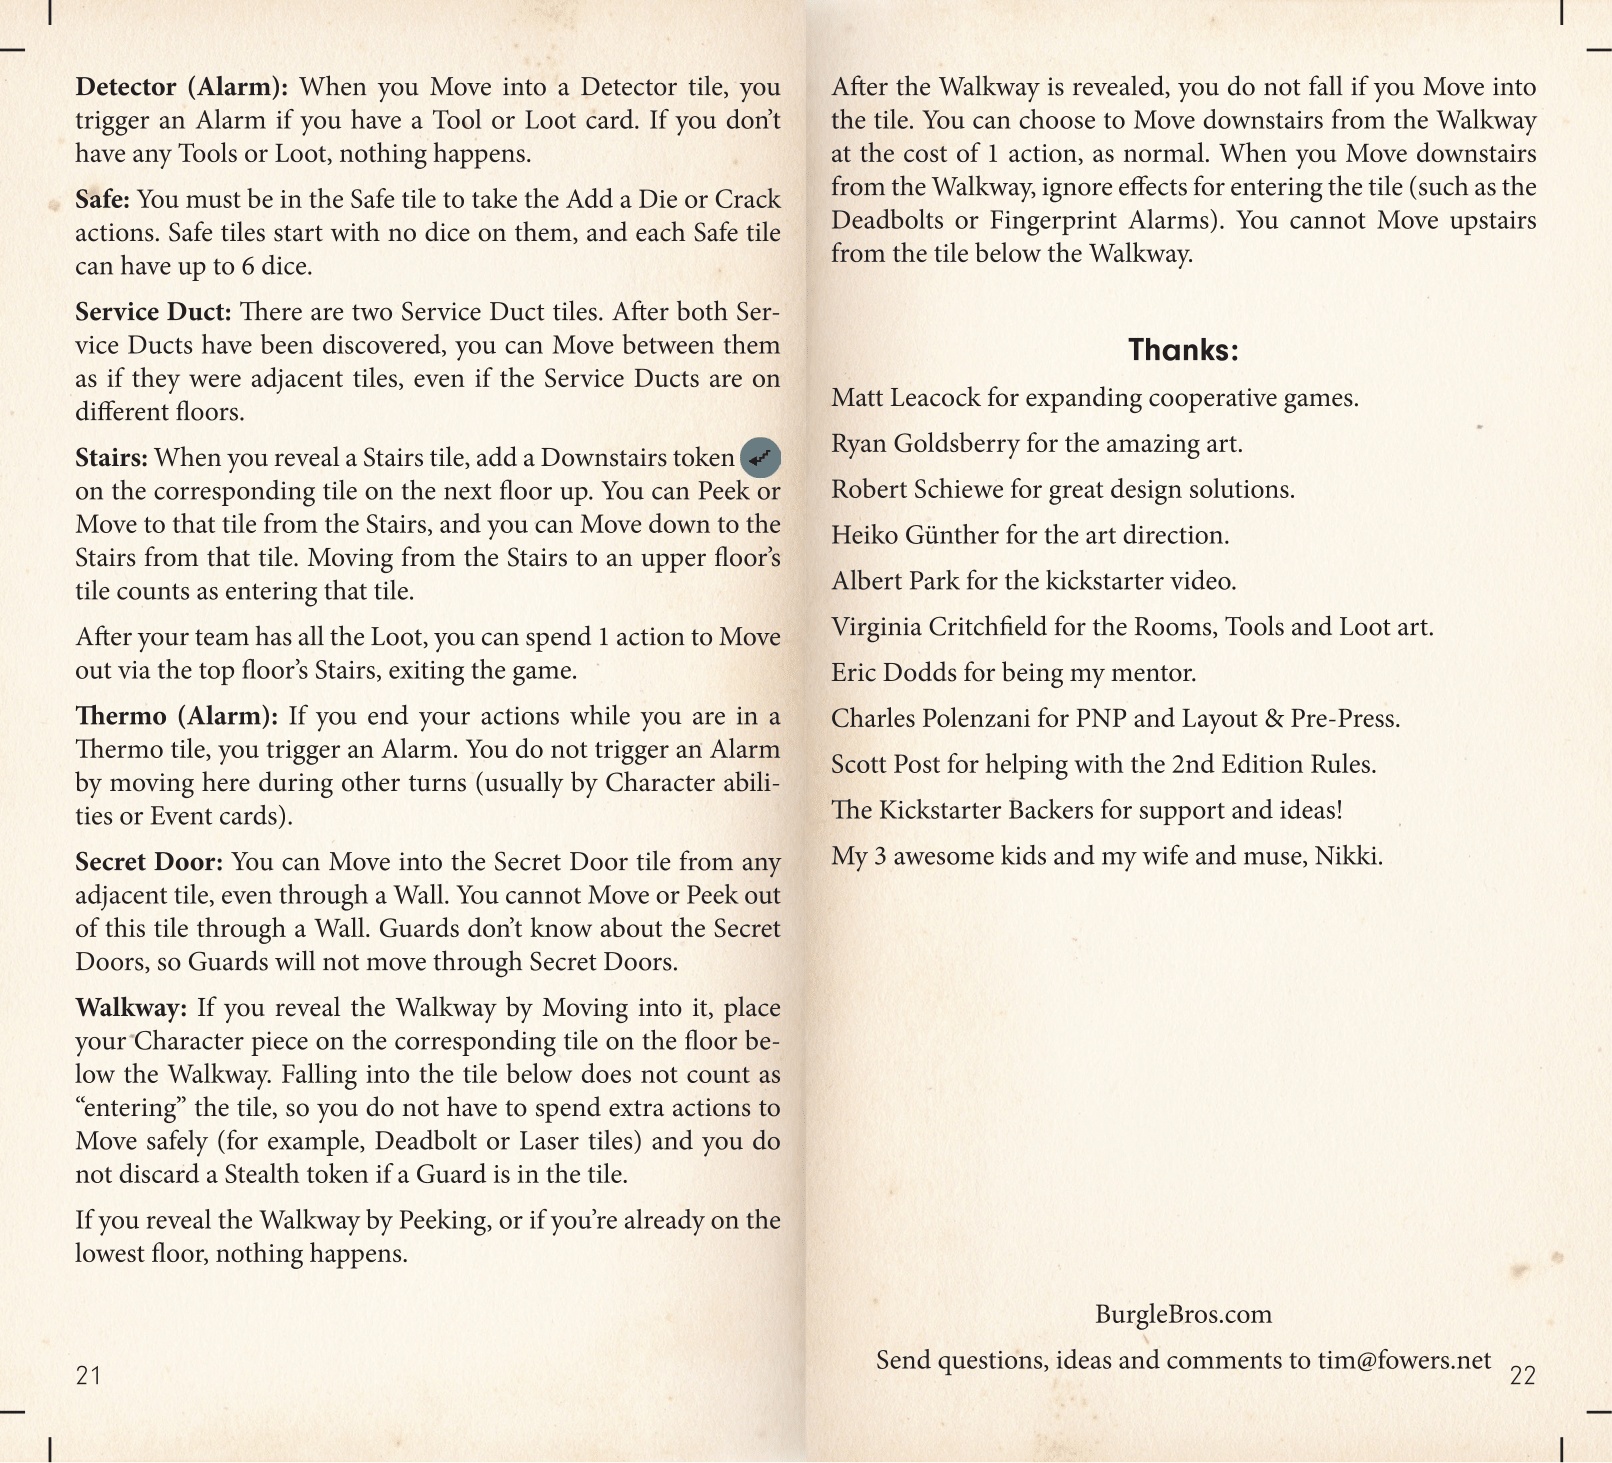 Detector (Alarm): When you Move into a Detector tile, you
trigger an Alarm if you have a Tool or Loot card. If you don’t
have any Tools or Loot, nothing happens.
Safe: You must be in the Safe tile to take the Add a Die or Crack
actions. Safe tiles start with no dice on them, and each Safe tile
can have up to 6 dice.
Service Duct: There are two Service Duct tiles. After both Ser-
vice Ducts have been discovered, you can Move between them
as if they were adjacent tiles, even if the Service Ducts are on
different floors.
Stairs: When you reveal a Stairs tile, add a Downstairs token
on the corresponding tile on the next floor up. You can Peek or
Move to that tile from the Stairs, and you can Move down to the
Stairs from that tile. Moving from the Stairs to an upper floor’s
tile counts as entering that tile.
After your team has all the Loot, you can spend 1 action to Move
out via the top floor’s Stairs, exiting the game.
Thermo (Alarm): If you end your actions while you are in a
Thermo tile, you trigger an Alarm. You do not trigger an Alarm
by moving here during other turns (usually by Character abili-
ties or Event cards).
Secret Door: You can Move into the Secret Door tile from any
adjacent tile, even through a Wall. You cannot Move or Peek out
of this tile through a Wall. Guards don’t know about the Secret
Doors, so Guards will not move through Secret Doors.
Walkway: If you reveal the Walkway by Moving into it, place
your Character piece on the corresponding tile on the floor be-
low the Walkway. Falling into the tile below does not count as
“entering” the tile, so you do not have to spend extra actions to
Move safely (for example, Deadbolt or Laser tiles) and you do
not discard a Stealth token if a Guard is in the tile.
If you reveal the Walkway by Peeking, or if you’re already on the
lowest floor, nothing happens.
21
After the Walkway is revealed, you do not fall if you Move into
the tile. You can choose to Move downstairs from the Walkway
at the cost of 1 action, as normal. When you Move downstairs
from the Walkway, ignore effects for entering the tile (such as the
Deadbolts or Fingerprint Alarms). You cannot Move upstairs
from the tile below the Walkway.
Thanks:
Matt Leacock for expanding cooperative games.
Ryan Goldsberry for the amazing art.
Robert Schiewe for great design solutions.
Heiko Günther for the art direction.
Albert Park for the kickstarter video.
Virginia Critchfield for the Rooms, Tools and Loot art.
Eric Dodds for being my mentor.
Charles Polenzani for PNP and Layout & Pre-Press.
Scott Post for helping with the 2nd Edition Rules.
The Kickstarter Backers for support and ideas!
My 3 awesome kids and my wife and muse, Nikki.
BurgleBros.com
Send questions, ideas and comments to tim@fowers.net
22